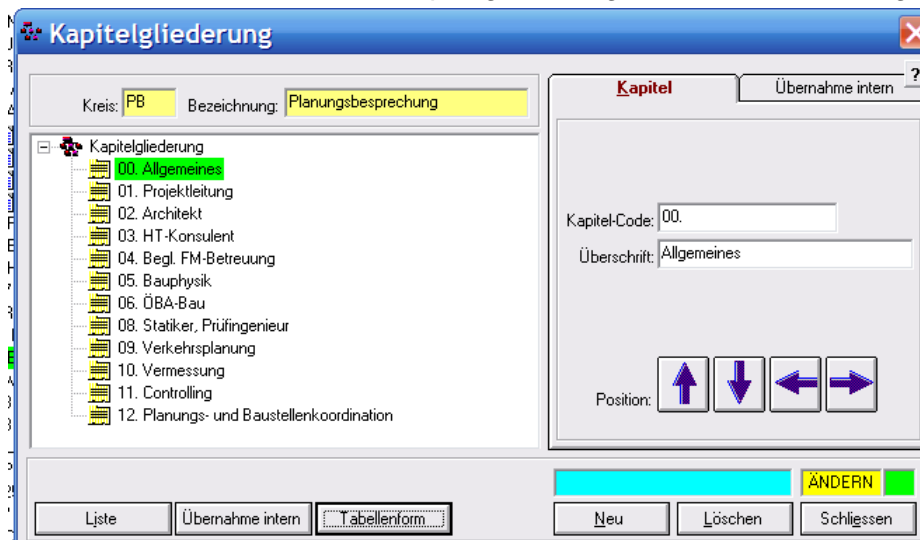 Kapitelgliederung
Kreis: PB Bezeichnung: Planungsbesprechung
Kapitelgliederung
00. Allgemeines
01. Projektleitung
02. Architekt
03. HT-Konsulent
04. Begl. FM-Betreuung
05. Bauphysik
06. ÖBA-Bau
08. Statiker, Prüfingenieur
09. Verkehrsplanung
10. Vermessung
11. Controlling
12. Planungs- und Baustellenkoordination
Kapitel Übernahme intern ?
Kapitel-Code: 00.
Überschrift: Allgemeines
Position:
ÄNDERN
Liste Übernahme intern Tabellenform Neu Löschen Schliessen